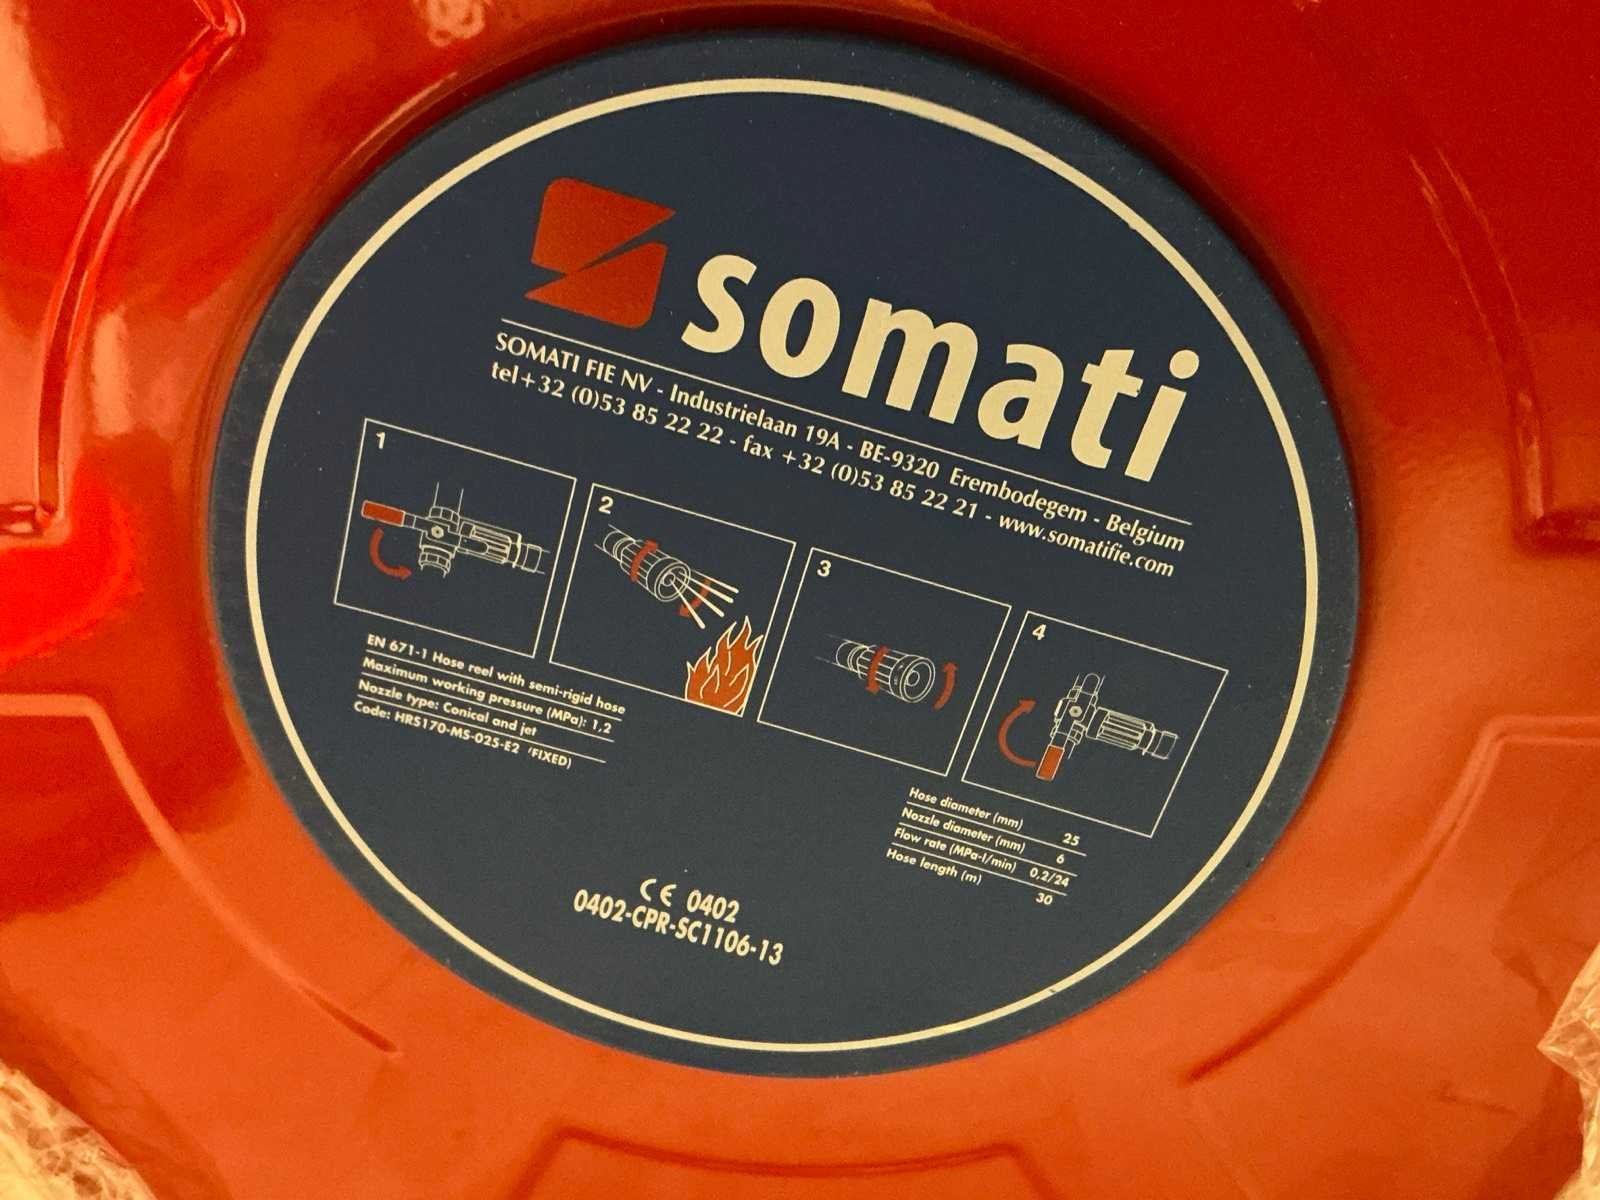 somati
SOMATI FIE NV - Industrielaan 19A - BE-9320 Erembodegem - Belgium
tel+32 (0)53 85 22 22 - fax +32 (0)53 85 22 21 - www.somatifie.com
1
2
3
4
EN 671-1 Hose reel with semi-rigid hose
Maximum working pressure (MPa): 1,2
Nozzle type: Conical and jet
Code: HRS170-MS-025-E2 (FIXED)
Hose diameter (mm) 25
Nozzle diameter (mm) 6
Flow rate (MPa-l/min) 0,2/24
Hose length (m) 30
CE 0402
0402-CPR-SC1106-13